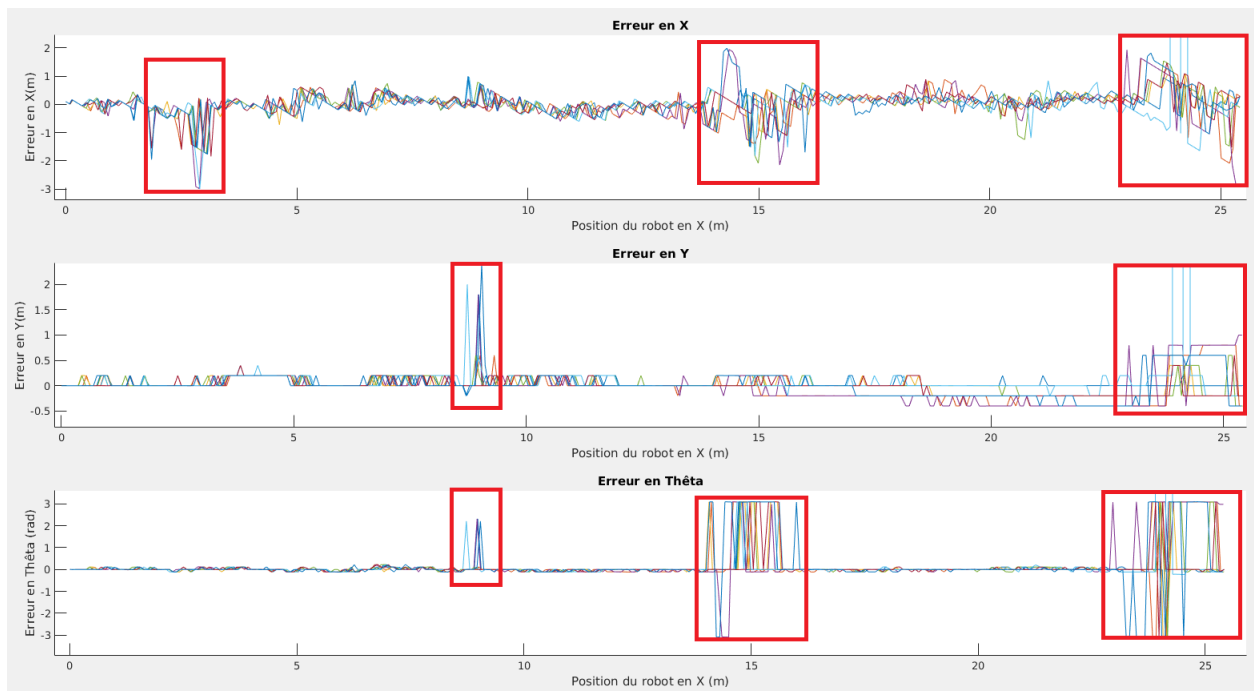 Erreur en X
Erreur en X(m)
2
1
0
-1
-2
-3
0 5 10 15 20 25
Position du robot en X (m)
Erreur en Y
Erreur en Y(m)
2
1.5
1
0.5
0
-0.5
0 5 10 15 20 25
Position du robot en X (m)
Erreur en Thêta
Erreur en Thêta (rad)
3
2
1
0
-1
-2
-3
0 5 10 15 20 25
Position du robot en X (m)